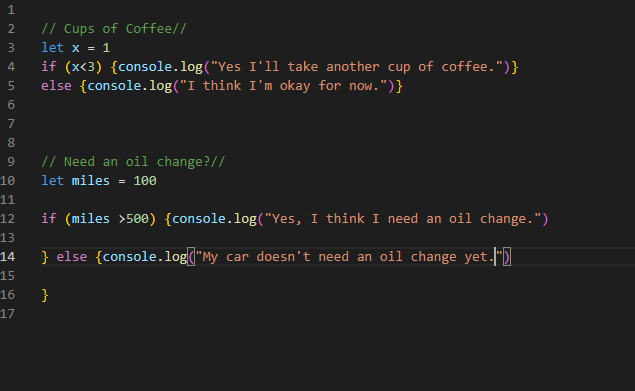 1
2 // Cups of Coffee//
3 let x = 1
4 if (x<3) {console.log("Yes I'll take another cup of coffee.")}
5 else {console.log("I think I'm okay for now.")}
6
7
8
9 // Need an oil change?//
10 let miles = 100
11
12 if (miles >500) {console.log("Yes, I think I need an oil change.")
13
14 } else {console.log("My car doesn't need an oil change yet.")
15
16 }
17